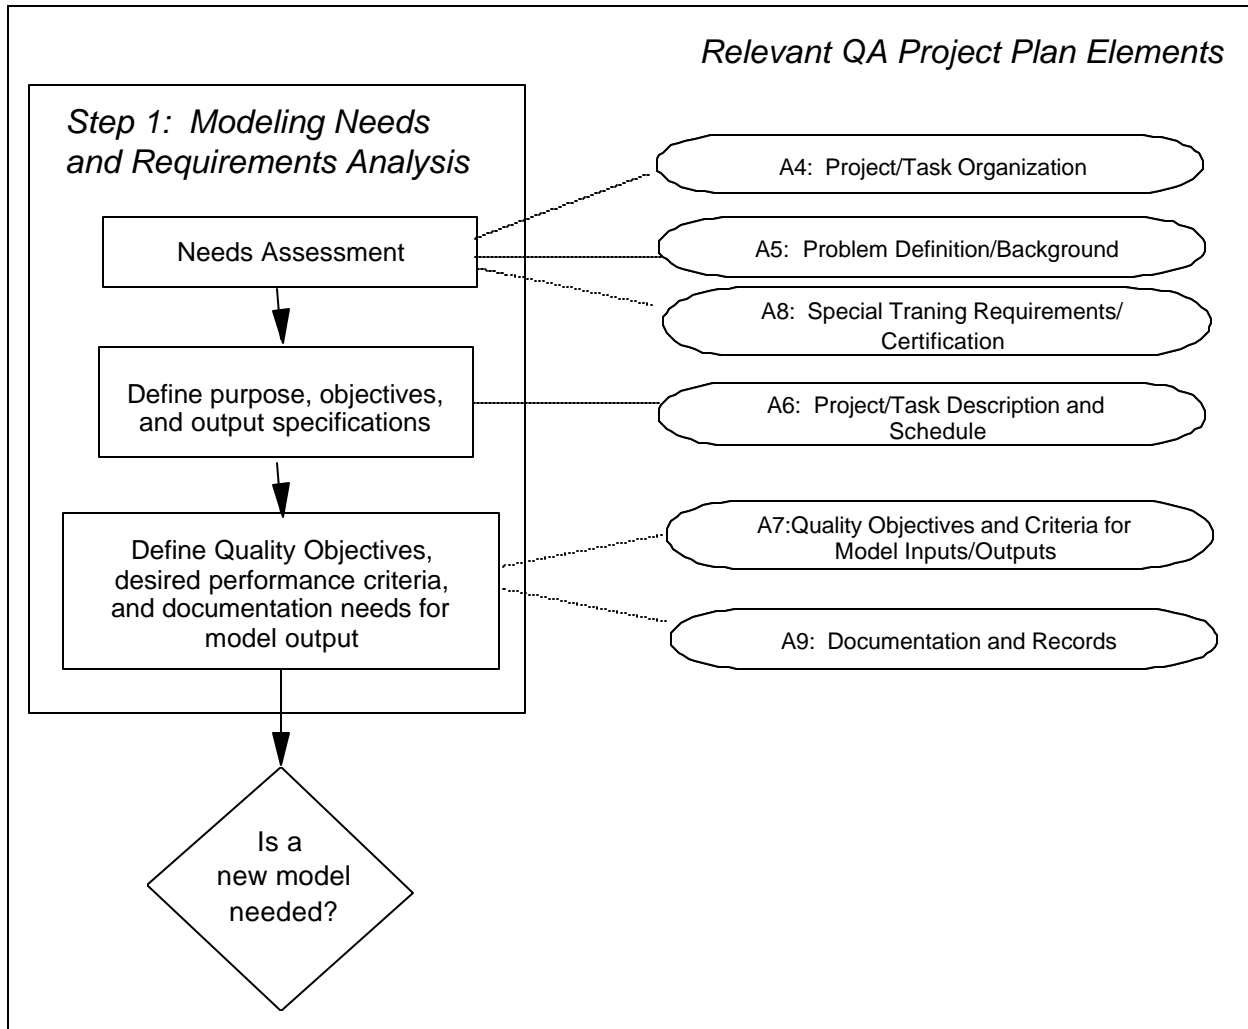 Relevant QA Project Plan Elements
Step 1: Modeling Needs
and Requirements Analysis
Needs Assessment
Define purpose, objectives,
and output specifications
Define Quality Objectives,
desired performance criteria,
and documentation needs for
model output
Is a
new model
needed?
A4: Project/Task Organization
A5: Problem Definition/Background
A8: Special Traning Requirements/
Certification
A6: Project/Task Description and
Schedule
A7:Quality Objectives and Criteria for
Model Inputs/Outputs
A9: Documentation and Records